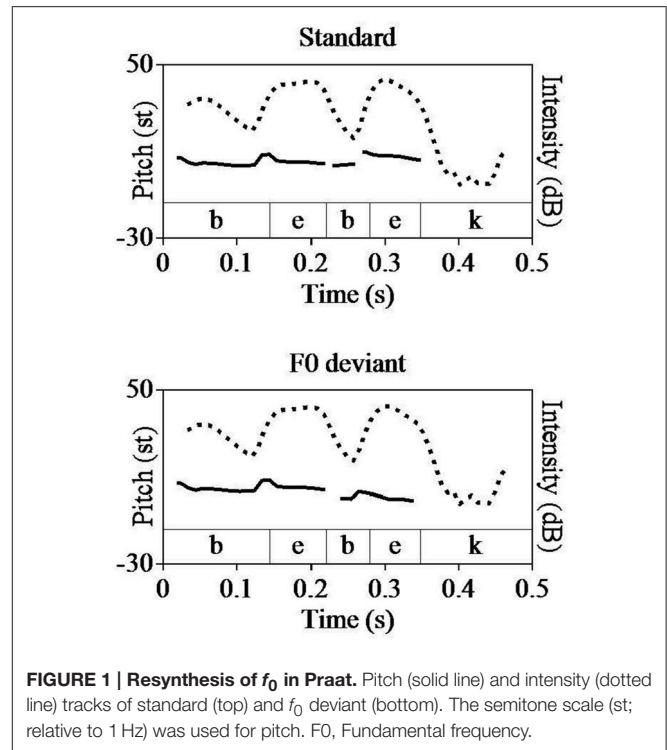 Standard
50
Pitch (st)
Intensity (dB)
b e b e k
-30
0 0.1 0.2 0.3 0.4 0.5
Time (s)
F0 deviant
50
Pitch (st)
Intensity (dB)
b e b e k
-30
0 0.1 0.2 0.3 0.4 0.5
Time (s)
FIGURE 1 | Resynthesis of f0 in Praat. Pitch (solid line) and intensity (dotted
line) tracks of standard (top) and f0 deviant (bottom). The semitone scale (st;
relative to 1 Hz) was used for pitch. F0, Fundamental frequency.